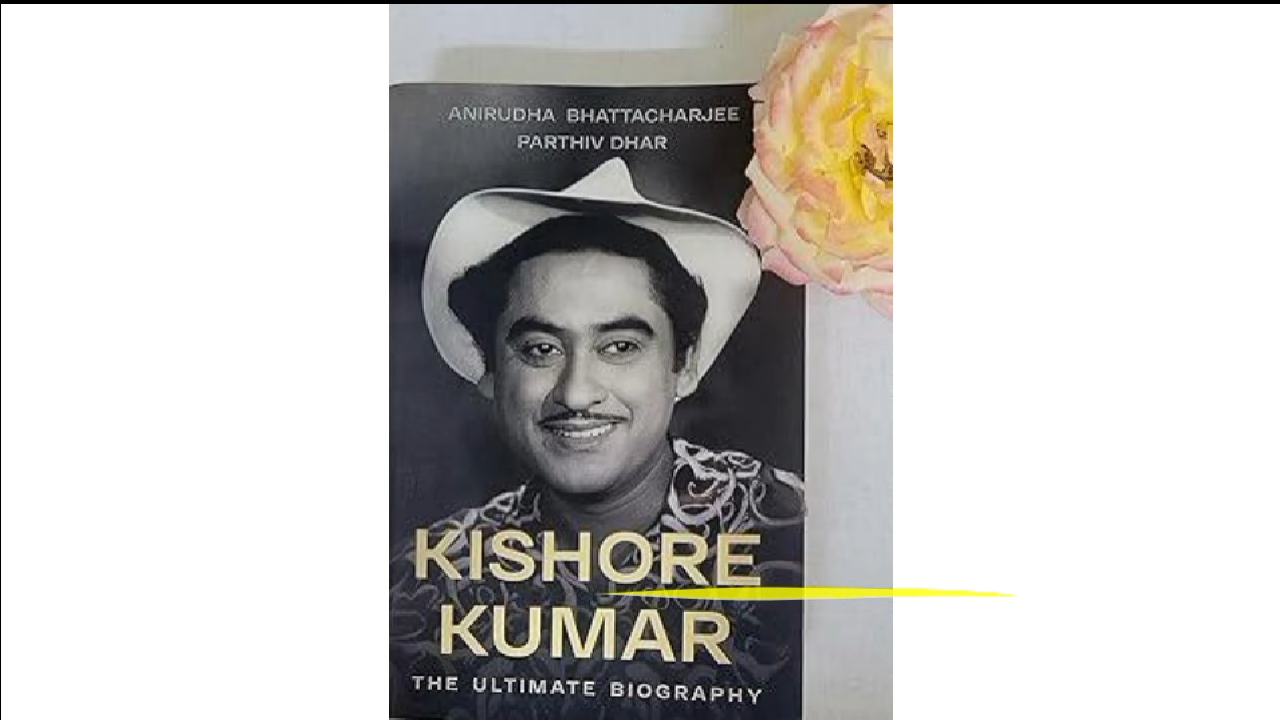 ANIRUDHA BHATTACHARJEE
PARTHIV DHAR
KISHORE
KUMAR
THE ULTIMATE BIOGRAPHY